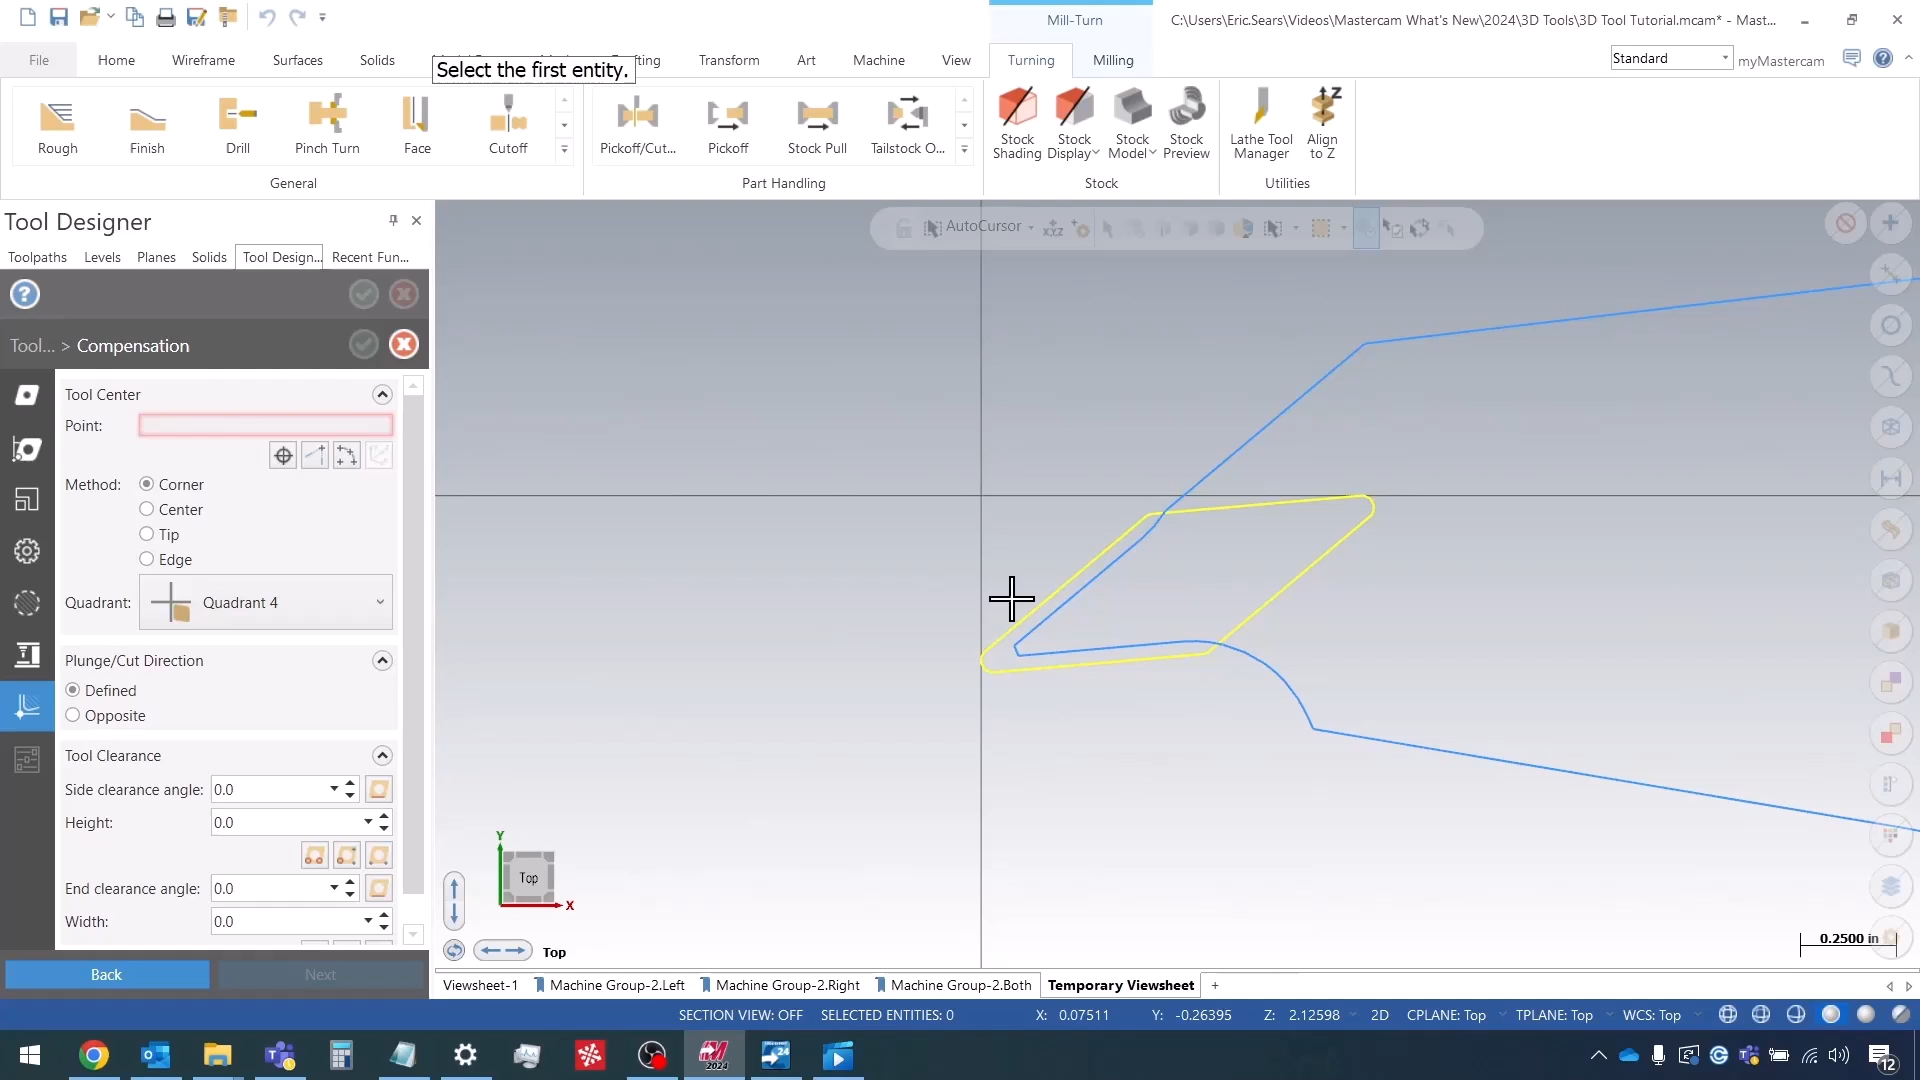 Mill-Turn
C:\Users\Eric.Sears\Videos\Mastercam What's New\2024\3D Tools\3D Tool Tutorial.mcam* - Mast...
File
Home
Wireframe
Surfaces
Solids
Select the first entity.
Transform
Art
Machine
View
Turning
Milling
Standard
myMastercam
Rough
Finish
Drill
Pinch Turn
Face
Cutoff
Pickoff/Cut...
Pickoff
Stock Pull
Tailstock O...
Stock Shading
Stock Display
Stock Model
Stock Preview
Lathe Tool Manager
Align to Z
General
Part Handling
Stock
Utilities
Tool Designer
Toolpaths
Levels
Planes
Solids
Tool Design...
Recent Fun...
AutoCursor
Tool... > Compensation
Tool Center
Point:
Method:
Corner
Center
Tip
Edge
Quadrant:
Quadrant 4
Plunge/Cut Direction
Defined
Opposite
Tool Clearance
Side clearance angle: 0.0
Height: 0.0
End clearance angle: 0.0
Width: 0.0
Back
Next
Y
Top
X
Top
0.2500 in
Viewsheet-1
Machine Group-2.Left
Machine Group-2.Right
Machine Group-2.Both
Temporary Viewsheet
+
SECTION VIEW: OFF
SELECTED ENTITIES: 0
X: 0.07511
Y: -0.26395
Z: 2.12598
2D
CPLANE: Top
TPLANE: Top
WCS: Top
2024
24
12